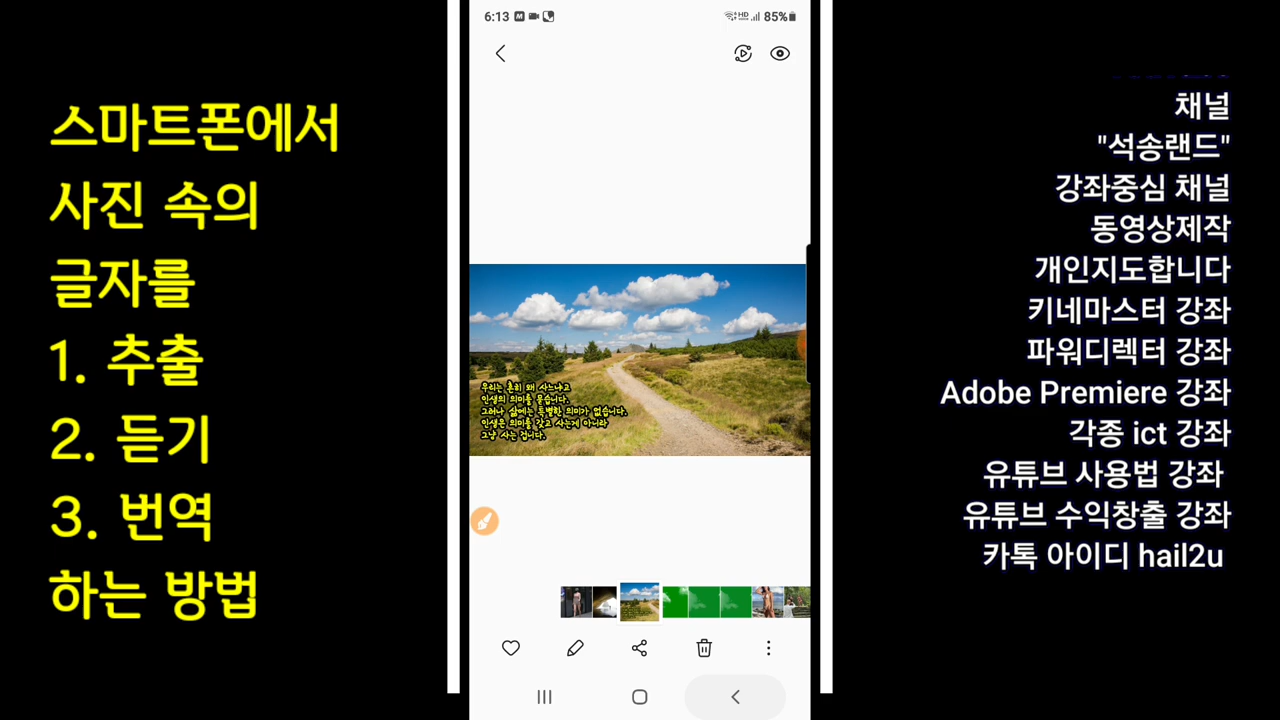 스마트폰에서
사진 속의
글자를
1. 추출
2. 듣기
3. 번역
하는 방법
6:13
HD
85%
우리는 흔히 왜 사느냐고
인생의 의미를 묻습니다.
그러나 삶에는 특별한 의미가 없습니다.
인생은 의미를 갖고 사는게 아니라
그냥 사는 겁니다.
채널
"석송랜드"
강좌중심 채널
동영상제작
개인지도합니다
키네마스터 강좌
파워디렉터 강좌
Adobe Premiere 강좌
각종 ict 강좌
유튜브 사용법 강좌
유튜브 수익창출 강좌
카톡 아이디 hail2u